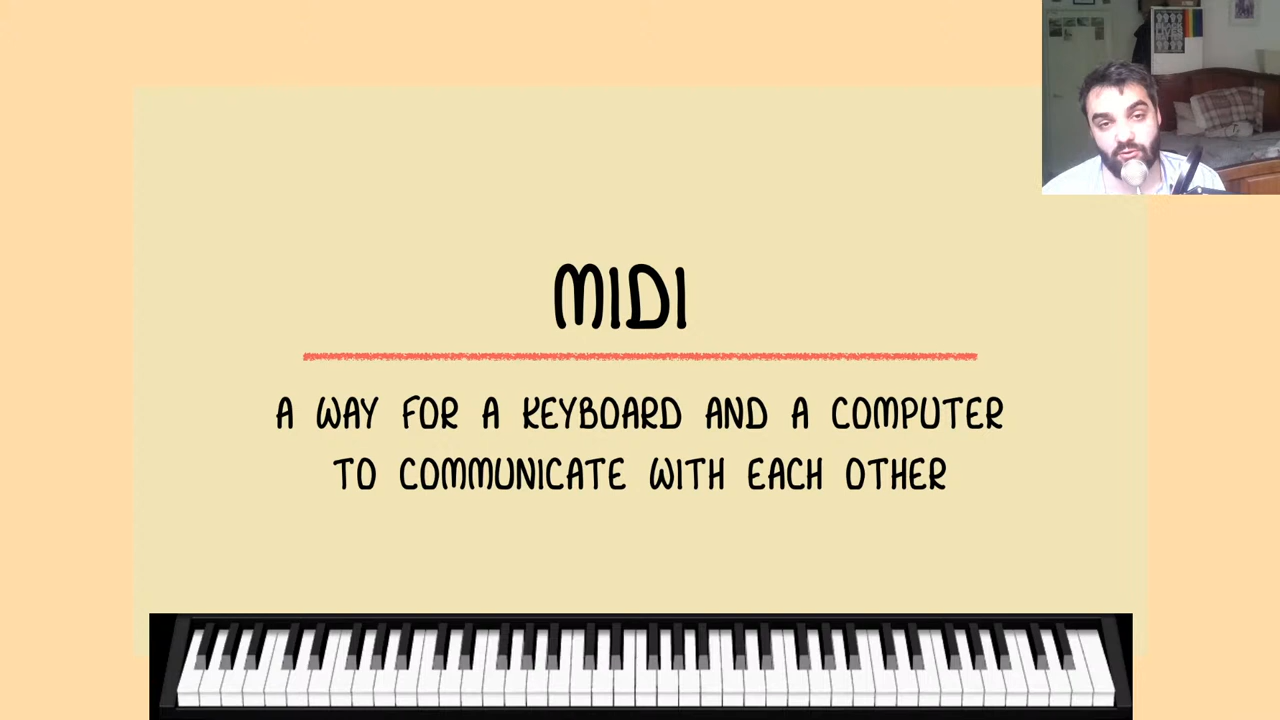 MIDI
A WAY FOR A KEYBOARD AND A COMPUTER
TO COMMUNICATE WITH EACH OTHER